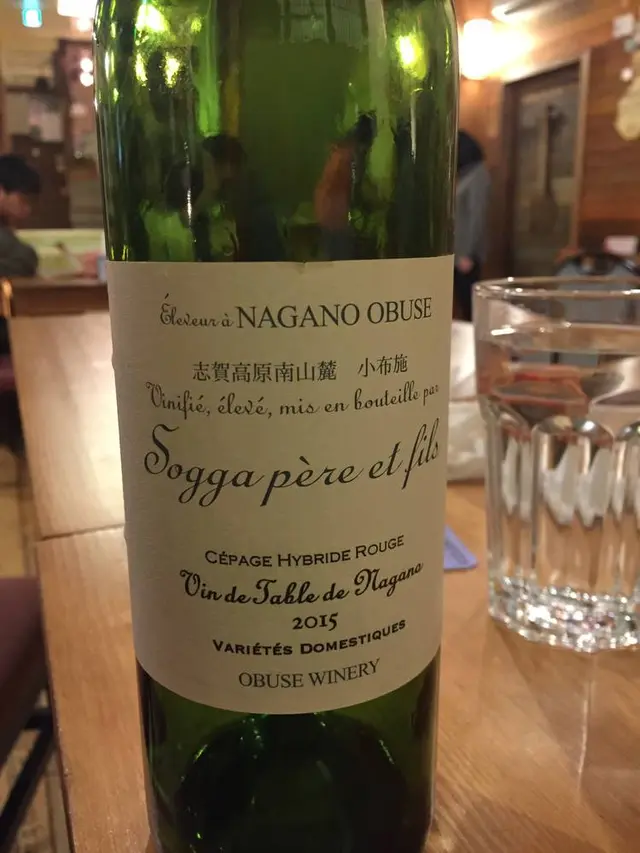 Éleveur à NAGANO OBUSE
志賀高原南山麓 小布施
Vinifié, élevé, mis en bouteille par
Sogga père et fils
CÉPAGE HYBRIDE ROUGE
Vin de Table de Nagano
2015
VARIÉTÉS DOMESTIQUES
OBUSE WINERY